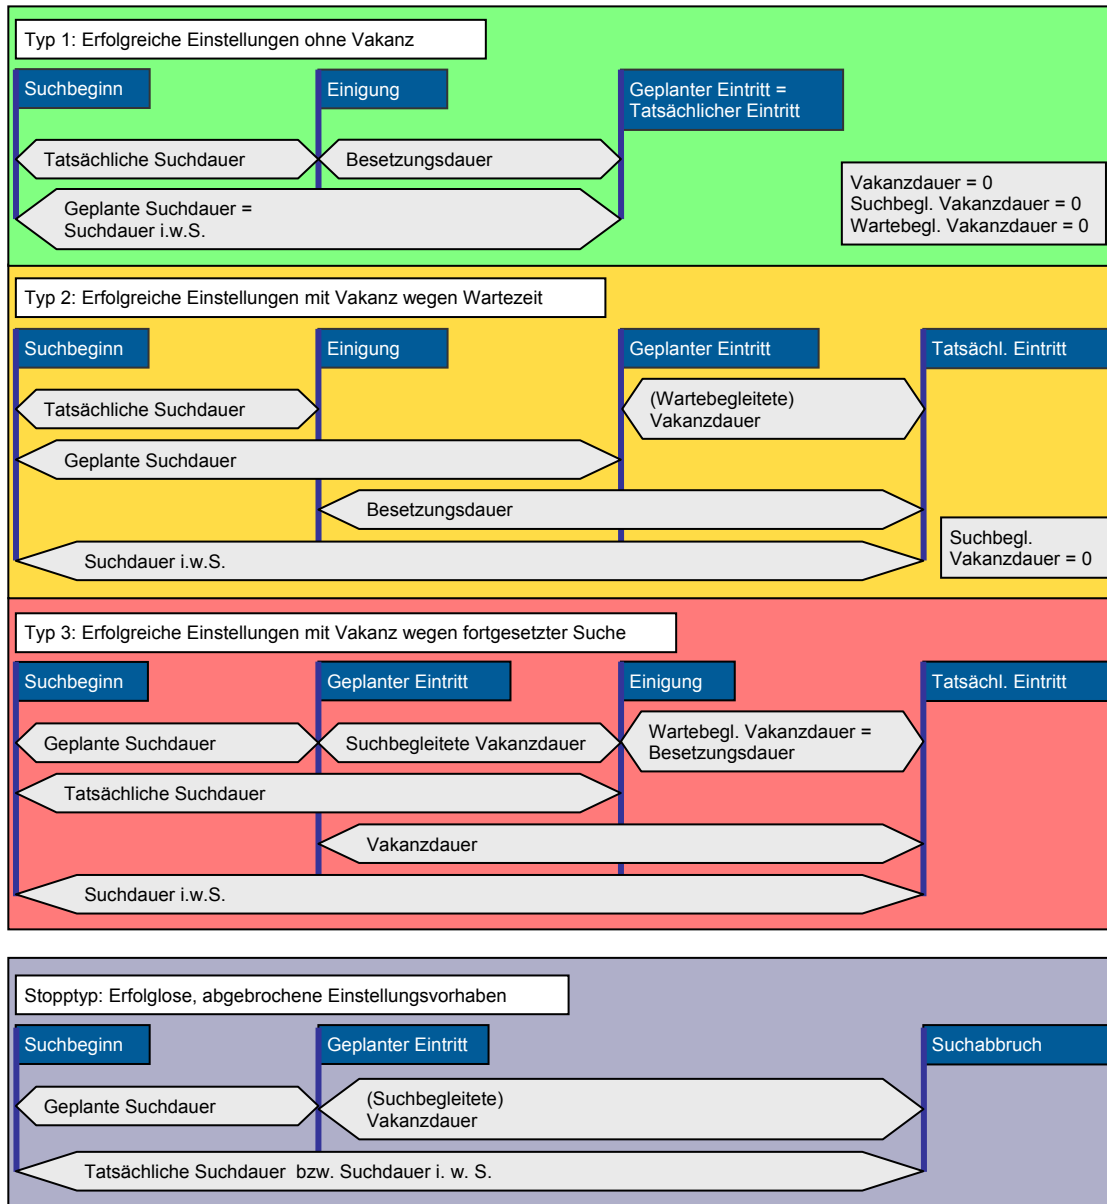 Typ 1: Erfolgreiche Einstellungen ohne Vakanz
Suchbeginn
Einigung
Geplanter Eintritt =
Tatsächlicher Eintritt
Tatsächliche Suchdauer
Besetzungsdauer
Geplante Suchdauer =
Suchdauer i.w.S.
Vakanzdauer = 0
Suchbegl. Vakanzdauer = 0
Wartebegl. Vakanzdauer = 0
Typ 2: Erfolgreiche Einstellungen mit Vakanz wegen Wartezeit
Suchbeginn
Einigung
Geplanter Eintritt
Tatsächl. Eintritt
Tatsächliche Suchdauer
(Wartebegleitete)
Vakanzdauer
Geplante Suchdauer
Besetzungsdauer
Suchdauer i.w.S.
Suchbegl.
Vakanzdauer = 0
Typ 3: Erfolgreiche Einstellungen mit Vakanz wegen fortgesetzter Suche
Suchbeginn
Geplanter Eintritt
Einigung
Tatsächl. Eintritt
Geplante Suchdauer
Suchbegleitete Vakanzdauer
Wartebegl. Vakanzdauer =
Besetzungsdauer
Tatsächliche Suchdauer
Vakanzdauer
Suchdauer i.w.S.
Stopptyp: Erfolglose, abgebrochene Einstellungsvorhaben
Suchbeginn
Geplanter Eintritt
Suchabbruch
Geplante Suchdauer
(Suchbegleitete)
Vakanzdauer
Tatsächliche Suchdauer bzw. Suchdauer i. w. S.